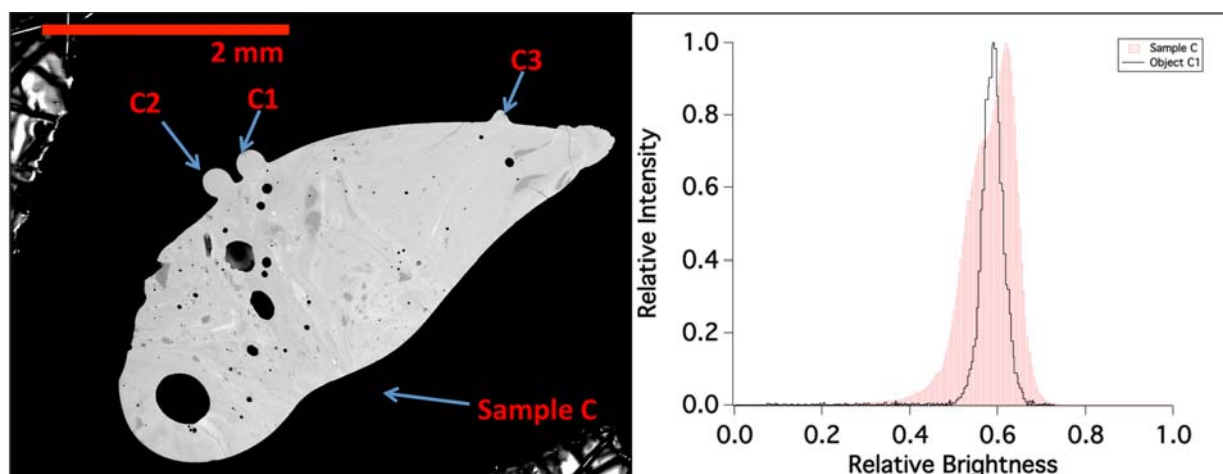 2 mm
C3
C2
C1
Sample C
Relative Intensity
1.0
0.8
0.6
0.4
0.2
0.0
0.0 0.2 0.4 0.6 0.8 1.0
Relative Brightness
Sample C
Object C1